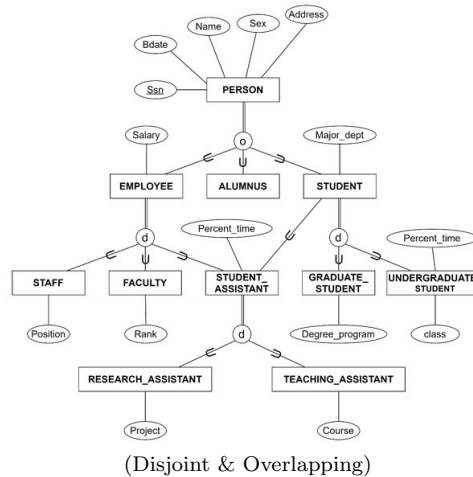 Address
Sex
Name
Bdate
Ssn
PERSON
Salary
o
Major_dept
EMPLOYEE
ALUMNUS
STUDENT
Percent_time
d
d
Percent_time
STAFF
FACULTY
STUDENT_
ASSISTANT
GRADUATE_
STUDENT
UNDERGRADUATE
STUDENT
Position
Rank
d
Degree_program
class
RESEARCH_ASSISTANT
TEACHING_ASSISTANT
Project
Course
(Disjoint & Overlapping)